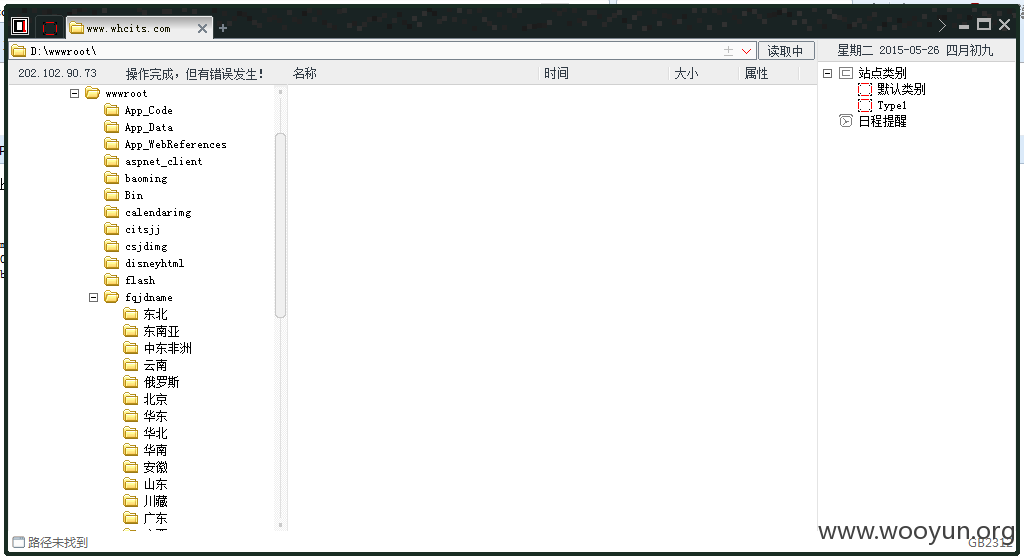 www.whcits.com
D:\wwwroot\
读取中
星期二 2015-05-26 四月初九
202.102.90.73 操作完成，但有错误发生！ 名称 时间 大小 属性
站点类别
默认类别
Type1
日程提醒
wwwroot
App_Code
App_Data
App_WebReferences
aspnet_client
baoming
Bin
calendarimg
citsjj
csjdimg
disneyhtml
flash
fqjdname
东北
东南亚
中东非洲
云南
俄罗斯
北京
华东
华北
华南
安徽
山东
川藏
广东
www.wooyun.org
路径未找到
GB2312